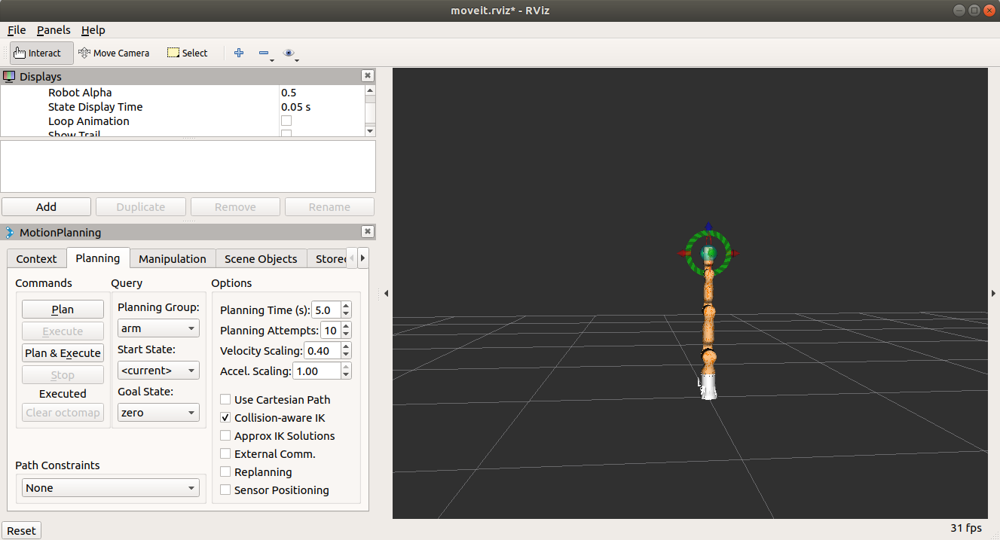 moveit.rviz* - RViz
File Panels Help
Interact Move Camera Select
Displays
Robot Alpha 0.5
State Display Time 0.05 s
Loop Animation
Show Trail
Add Duplicate Remove Rename
MotionPlanning
Context Planning Manipulation Scene Objects Stored
Commands Query Options
Plan
Execute
Plan & Execute
Stop
Executed
Clear octomap
Planning Group:
arm
Start State:
<current>
Goal State:
zero
Planning Time (s): 5.0
Planning Attempts: 10
Velocity Scaling: 0.40
Accel. Scaling: 1.00
Use Cartesian Path
Collision-aware IK
Approx IK Solutions
External Comm.
Replanning
Sensor Positioning
Path Constraints
None
Reset
31 fps